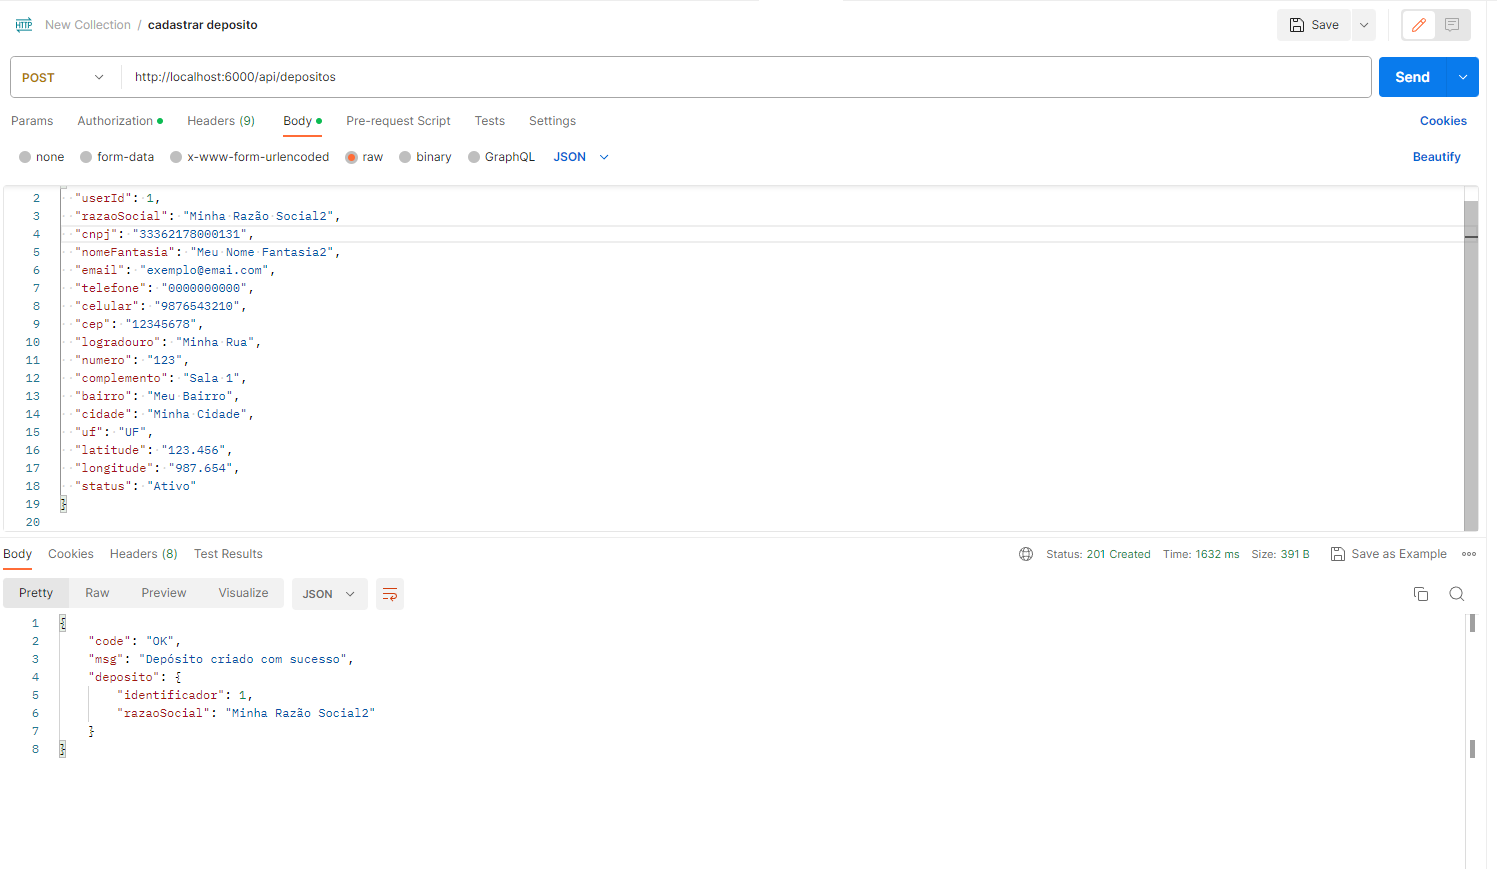 New Collection / cadastrar deposito
Save
POST http://localhost:6000/api/depositos Send
Params Authorization Headers (9) Body Pre-request Script Tests Settings Cookies
none form-data x-www-form-urlencoded raw binary GraphQL JSON Beautify
2 "userId": 1,
3 "razaoSocial": "Minha Razão Social2",
4 "cnpj": "33362178000131",
5 "nomeFantasia": "Meu Nome Fantasia2",
6 "email": "exemplo@emai.com",
7 "telefone": "0000000000",
8 "celular": "9876543210",
9 "cep": "12345678",
10 "logradouro": "Minha Rua",
11 "numero": "123",
12 "complemento": "Sala 1",
13 "bairro": "Meu Bairro",
14 "cidade": "Minha Cidade",
15 "uf": "UF",
16 "latitude": "123.456",
17 "longitude": "987.654",
18 "status": "Ativo"
19 }
20
Body Cookies Headers (8) Test Results Status: 201 Created Time: 1632 ms Size: 391 B Save as Example
Pretty Raw Preview Visualize JSON
1 {
2 "code": "OK",
3 "msg": "Depósito criado com sucesso",
4 "deposito": {
5 "identificador": 1,
6 "razaoSocial": "Minha Razão Social2"
7 }
8 }